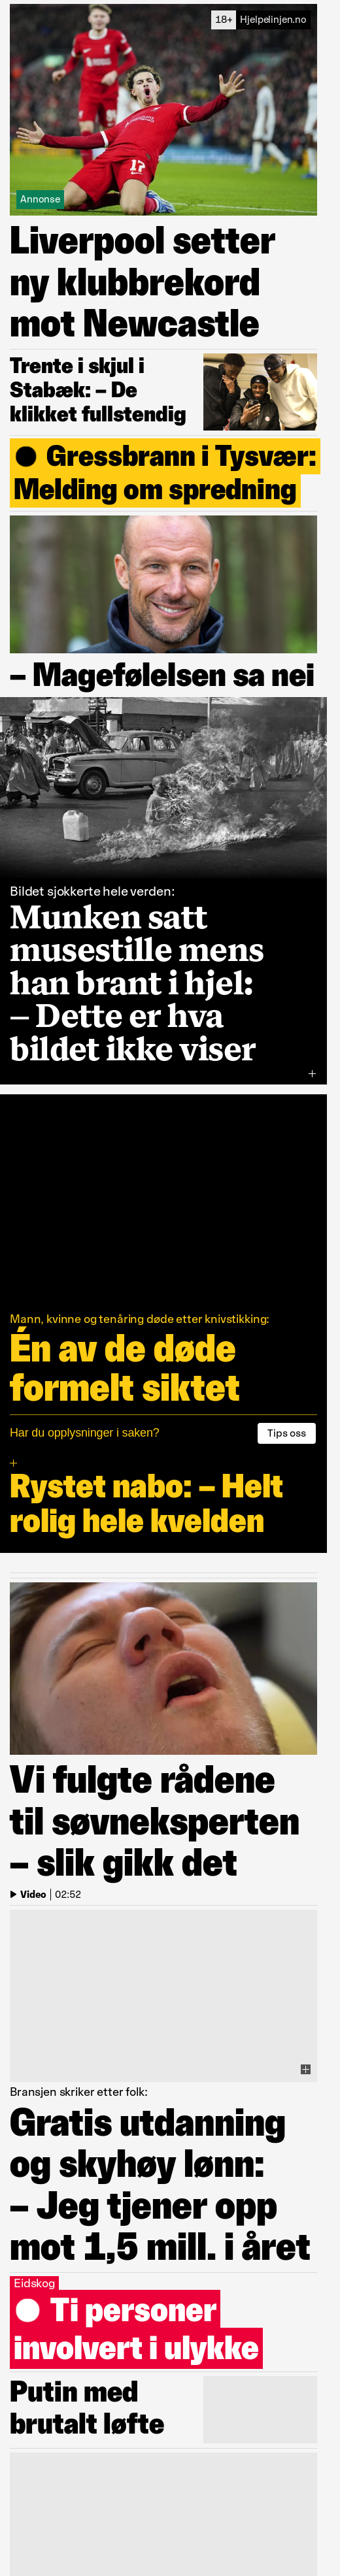 18+ Hjelpelinjen.no
17
Annonse
Liverpool setter
ny klubbrekord
mot Newcastle
Trente i skjul i
Stabæk: – De
klikket fullstendig
Gressbrann i Tysvær:
Melding om spredning
– Magefølelsen sa nei
Bildet sjokkerte hele verden:
Munken satt
musestille mens
han brant i hjel:
– Dette er hva
bildet ikke viser
+
Mann, kvinne og tenåring døde etter knivstikking:
Én av de døde
formelt siktet
Har du opplysninger i saken?
Tips oss
+
Rystet nabo: – Helt
rolig hele kvelden
Vi fulgte rådene
til søvneksperten
– slik gikk det
Video | 02:52
Bransjen skriker etter folk:
Gratis utdanning
og skyhøy lønn:
– Jeg tjener opp
mot 1,5 mill. i året
Eidskog
Ti personer
involvert i ulykke
Putin med
brutalt løfte